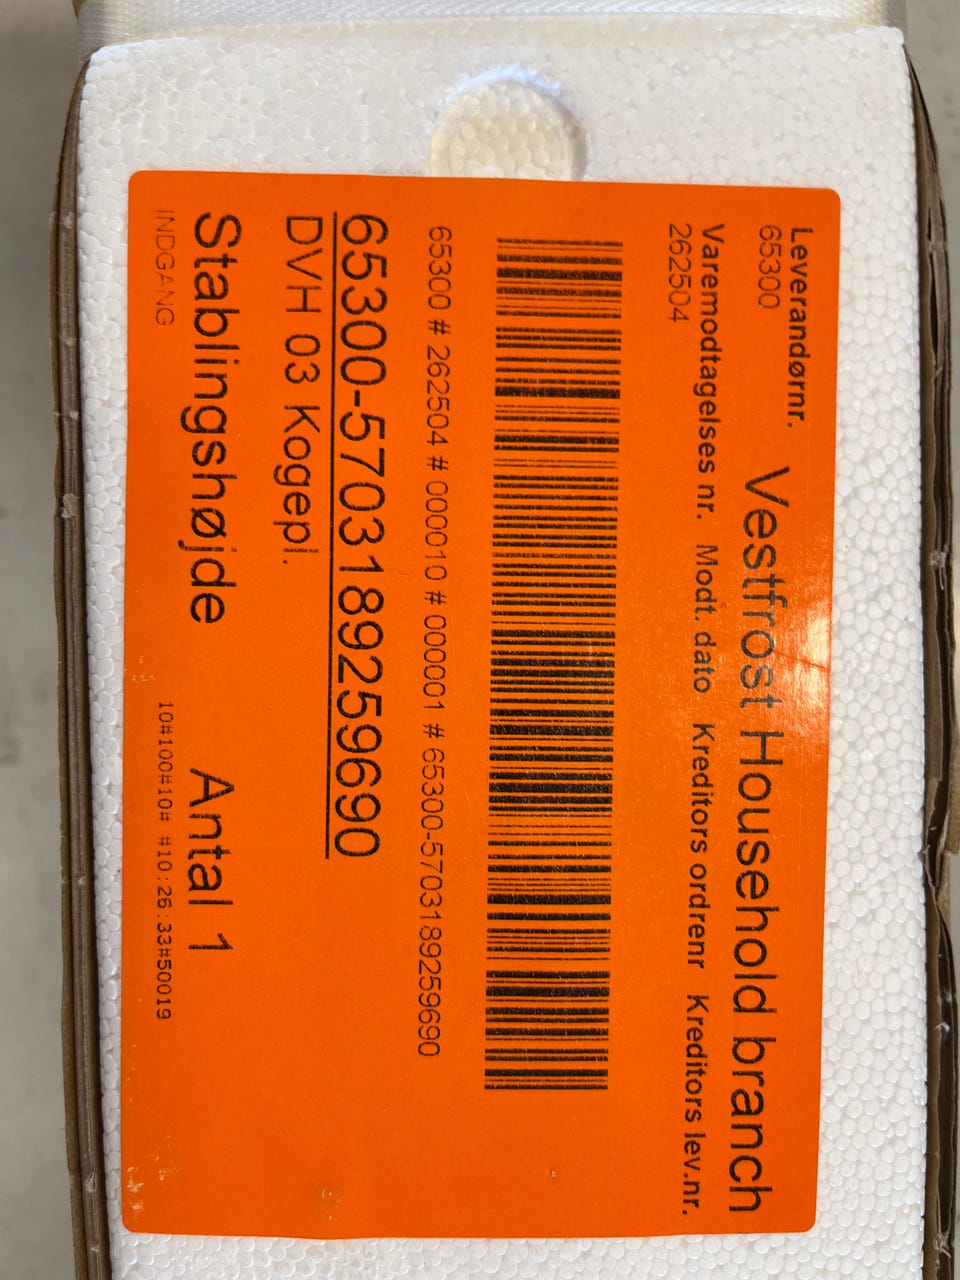 Leverandørnr.
65300
Vestfrost Household branch
Varemodtagelses nr. Modt. dato Kreditors ordrenr Kreditors lev.nr.
262504
65300 # 262504 # 000010 # 000001 # 65300-5703189259690
65300-5703189259690
DVH 03 Kogepl.
Stablingshøjde Antal 1
INDGANG 10#100#10# #10:26:33#50019